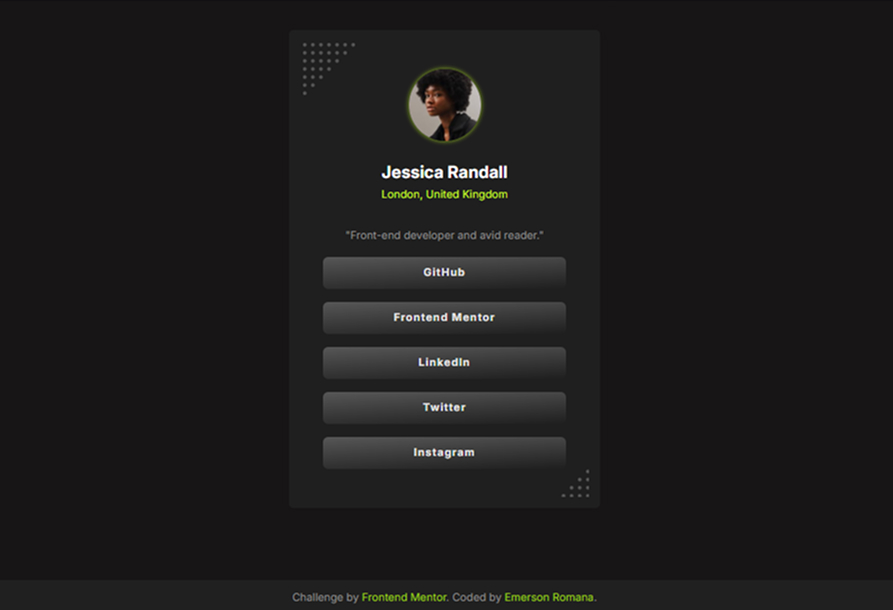 Jessica Randall
London, United Kingdom
"Front-end developer and avid reader."
GitHub
Frontend Mentor
LinkedIn
Twitter
Instagram
Challenge by Frontend Mentor. Coded by Emerson Romana.